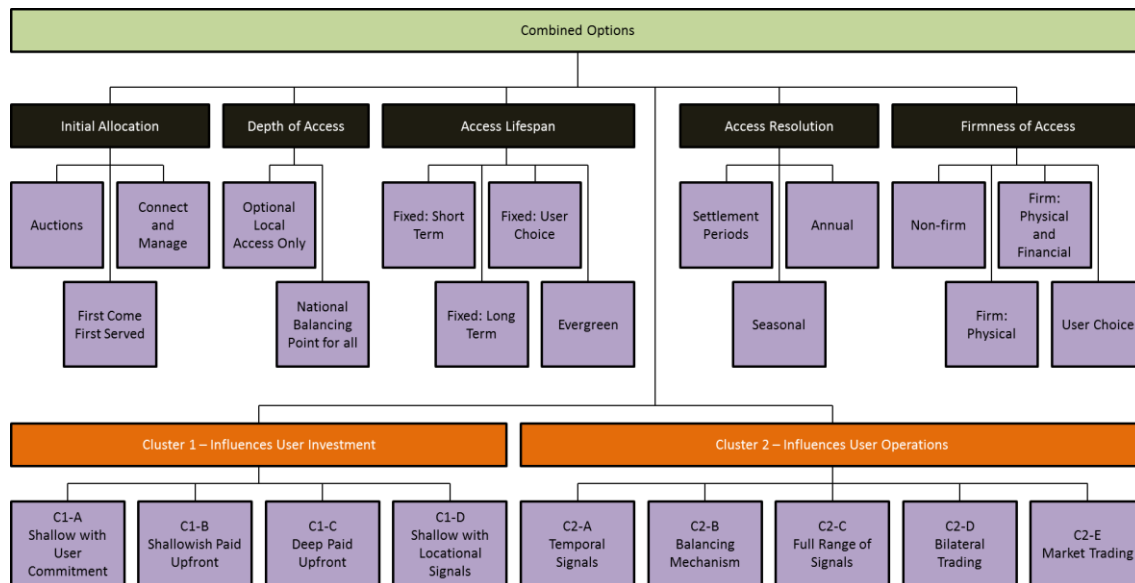 Combined Options
Initial Allocation
Depth of Access
Access Lifespan
Access Resolution
Firmness of Access
Auctions
Connect
and
Manage
First Come
First Served
Optional
Local
Access Only
National
Balancing
Point for all
Fixed: Short
Term
Fixed: User
Choice
Fixed: Long
Term
Evergreen
Settlement
Periods
Annual
Seasonal
Non-firm
Firm:
Physical
and
Financial
Firm:
Physical
User Choice
Cluster 1 – Influences User Investment
Cluster 2 – Influences User Operations
C1-A
Shallow with
User
Commitment
C1-B
Shallowish Paid
Upfront
C1-C
Deep Paid
Upfront
C1-D
Shallow with
Locational
Signals
C2-A
Temporal
Signals
C2-B
Balancing
Mechanism
C2-C
Full Range of
Signals
C2-D
Bilateral
Trading
C2-E
Market Trading